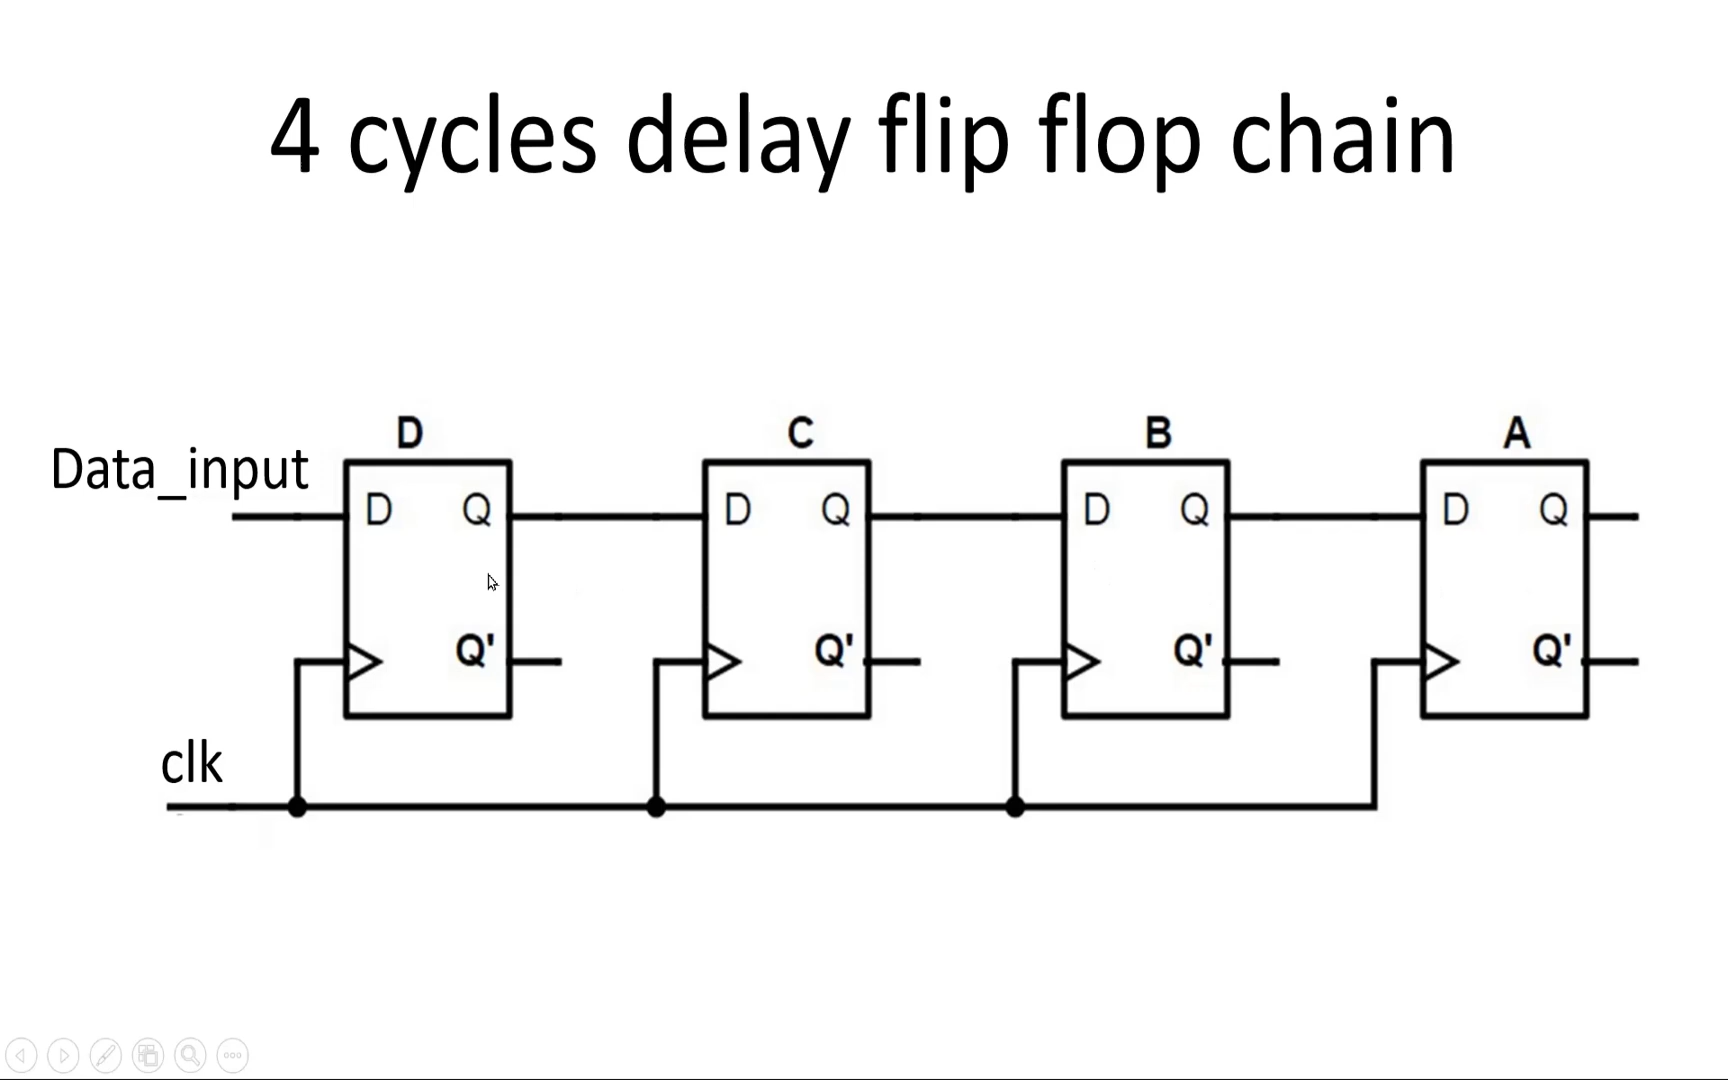 4 cycles delay flip flop chain
D C B A
Data_input
D Q D Q D Q D Q
Q' Q' Q' Q'
clk